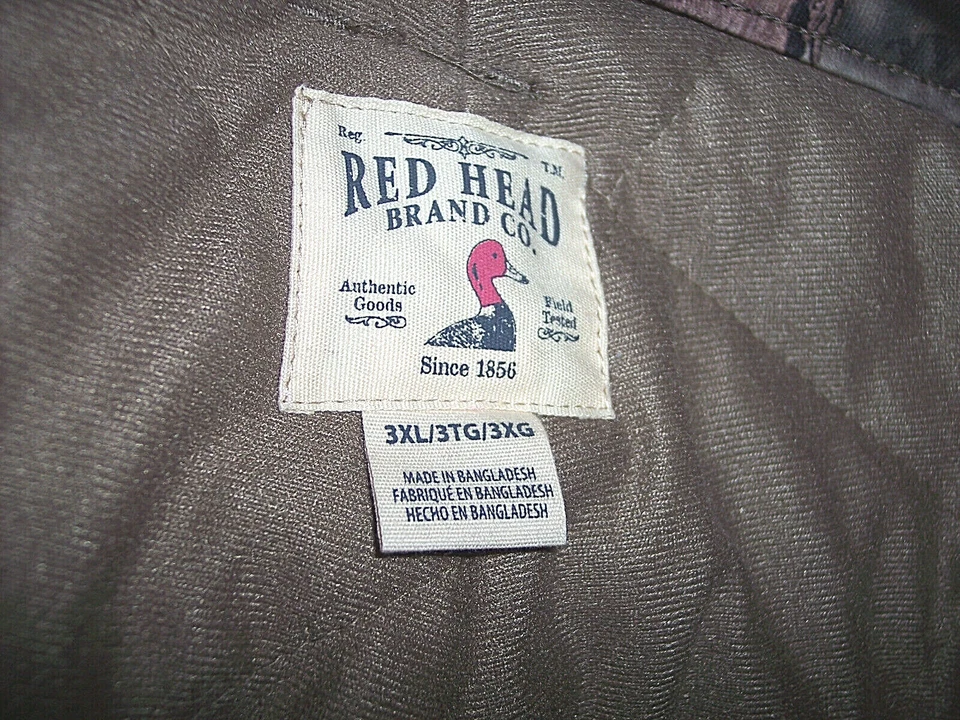 Reg.
T.M.
RED HEAD
BRAND CO.
Authentic
Goods
Field
Tested
Since 1856
3XL/3TG/3XG
MADE IN BANGLADESH
FABRIQUÉ EN BANGLADESH
HECHO EN BANGLADESH